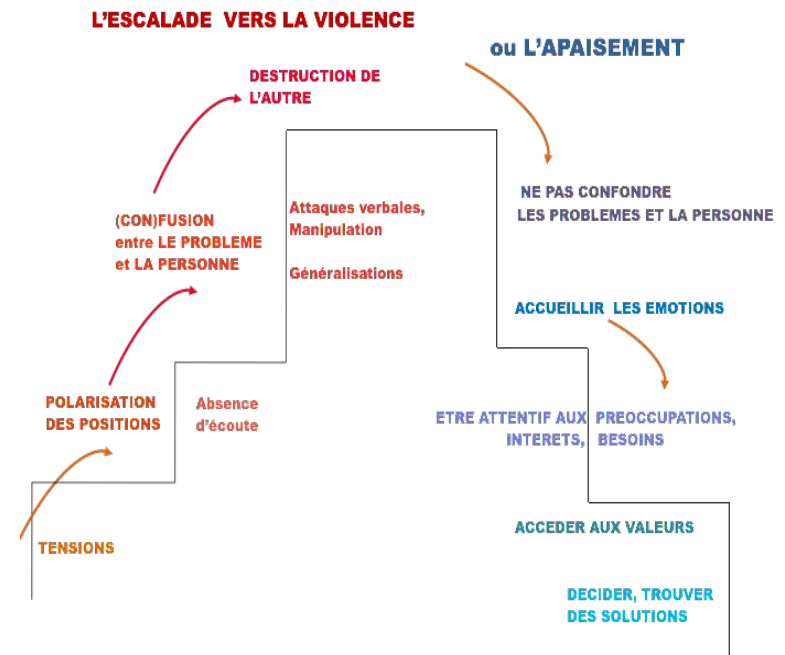 L'ESCALADE VERS LA VIOLENCE
ou L'APAISEMENT
DESTRUCTION DE
L'AUTRE
(CON)FUSION
entre LE PROBLEME
et LA PERSONNE
Attaques verbales,
Manipulation
Généralisations
POLARISATION
DES POSITIONS
Absence
d'écoute
TENSIONS
NE PAS CONFONDRE
LES PROBLEMES ET LA PERSONNE
ACCUEILLIR LES EMOTIONS
ETRE ATTENTIF AUX PREOCCUPATIONS,
INTERETS, BESOINS
ACCEDER AUX VALEURS
DECIDER, TROUVER
DES SOLUTIONS